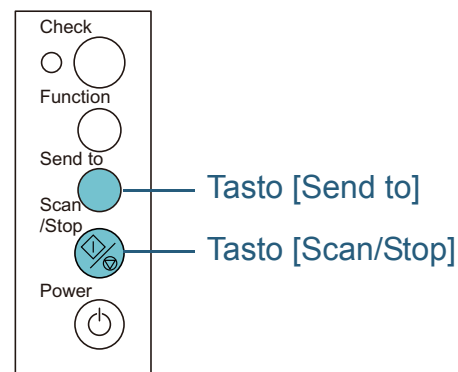 Check
Function
Send to
Tasto [Send to]
Scan
/Stop
Tasto [Scan/Stop]
Power